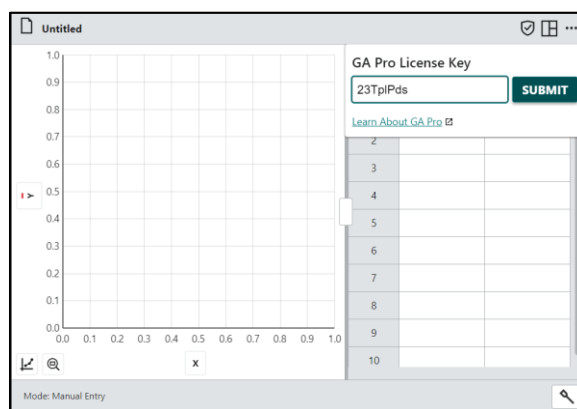 Untitled
GA Pro License Key
23TplPds
SUBMIT
Learn About GA Pro
1.0
0.9
0.8
0.7
0.6
0.5
0.4
0.3
0.2
0.1
0.0
Y
0.0 0.1 0.2 0.3 0.4 0.5 0.6 0.7 0.8 0.9 1.0
X
2
3
4
5
6
7
8
9
10
Mode: Manual Entry